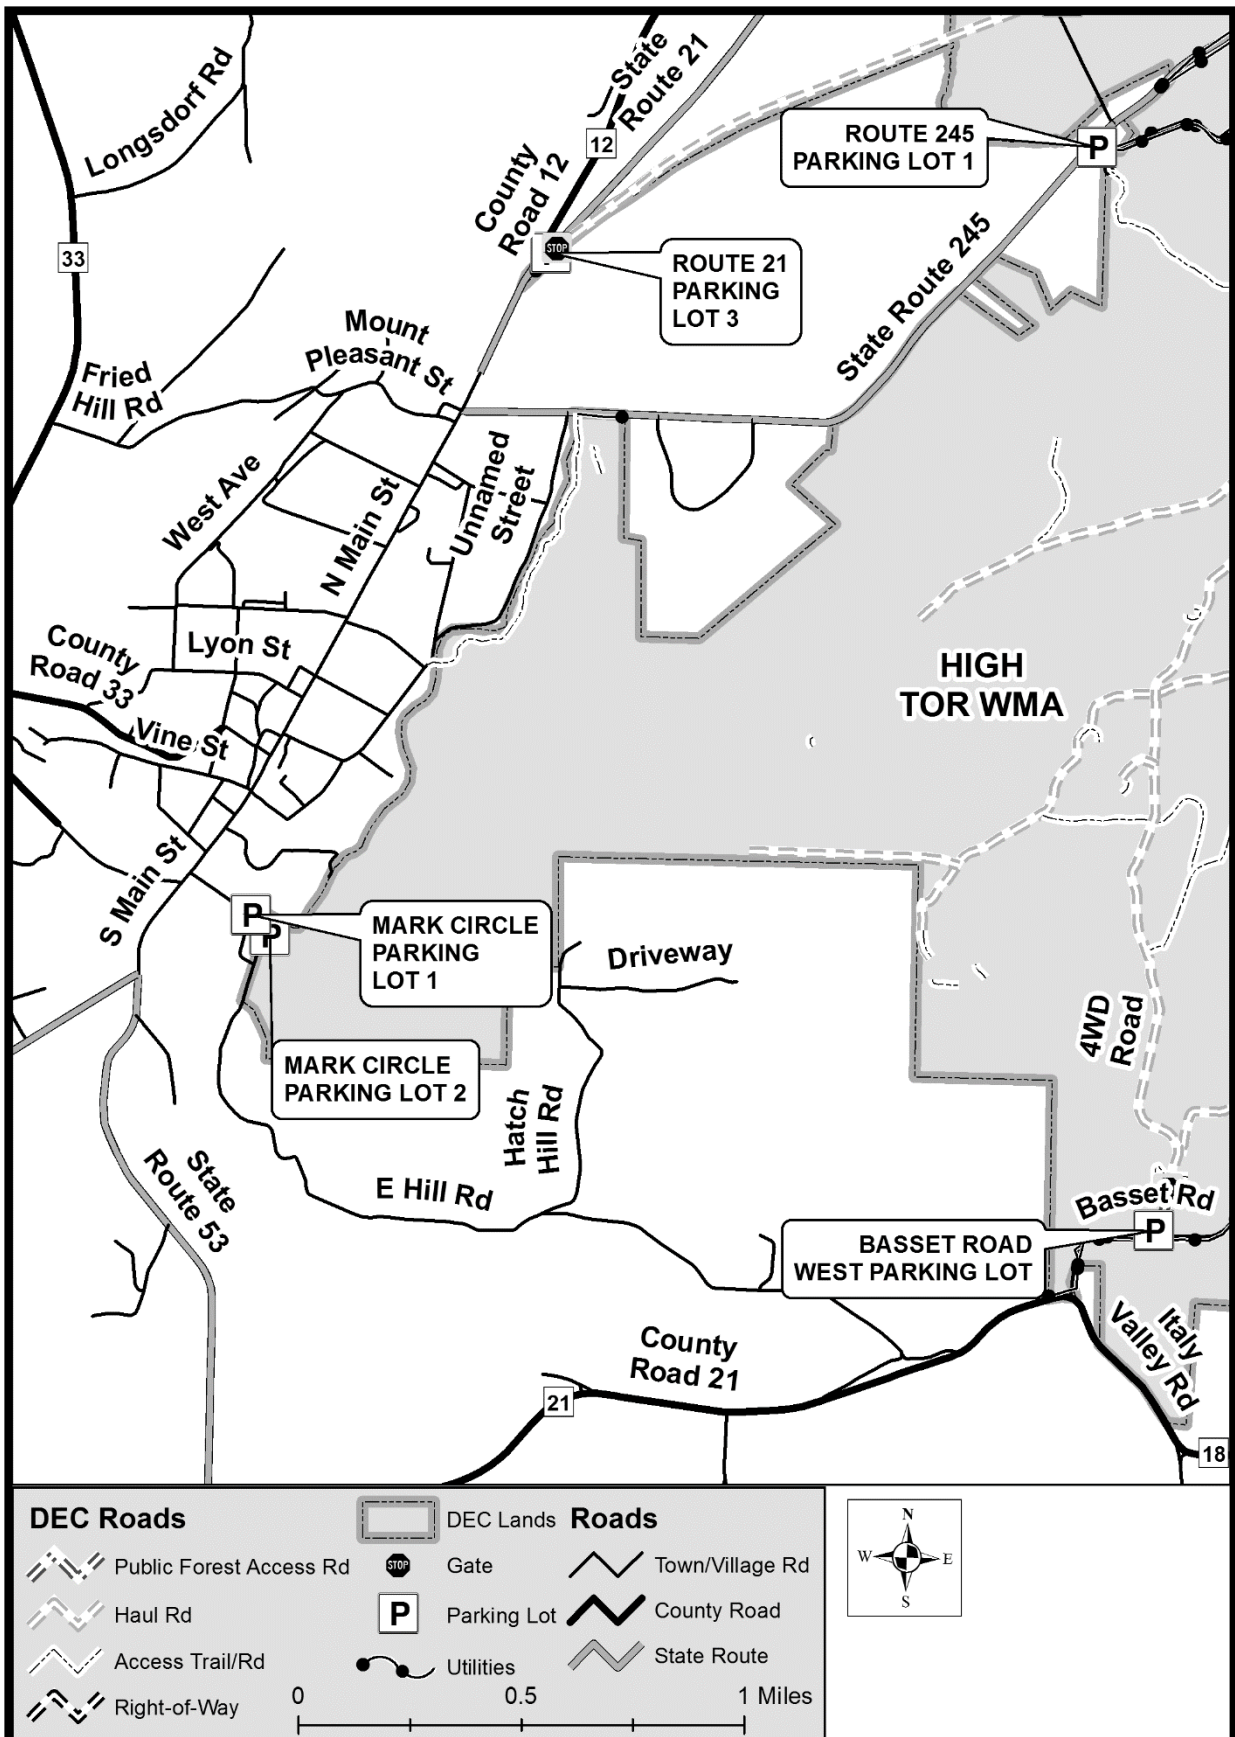 Longsdorf Rd
State
Route 21
12
County
Road 12
ROUTE 245
PARKING LOT 1
P
33
STOP
ROUTE 21
PARKING
LOT 3
State Route 245
Mount
Pleasant St
Fried
Hill Rd
West Ave
N Main St
Unnamed
Street
Lyon St
County
Road 33
Vine St
HIGH
TOR WMA
S Main St
P
P
MARK CIRCLE
PARKING
LOT 1
Driveway
MARK CIRCLE
PARKING LOT 2
4WD
Road
Hatch
Hill Rd
E Hill Rd
State
Route 53
Basset Rd
P
BASSET ROAD
WEST PARKING LOT
Italy
Valley Rd
County
Road 21
21
18
DEC Roads
Public Forest Access Rd
Haul Rd
Access Trail/Rd
Right-of-Way
DEC Lands
STOP
Gate
P
Parking Lot
Utilities
Roads
Town/Village Rd
County Road
State Route
0 0.5 1 Miles
N
W E
S